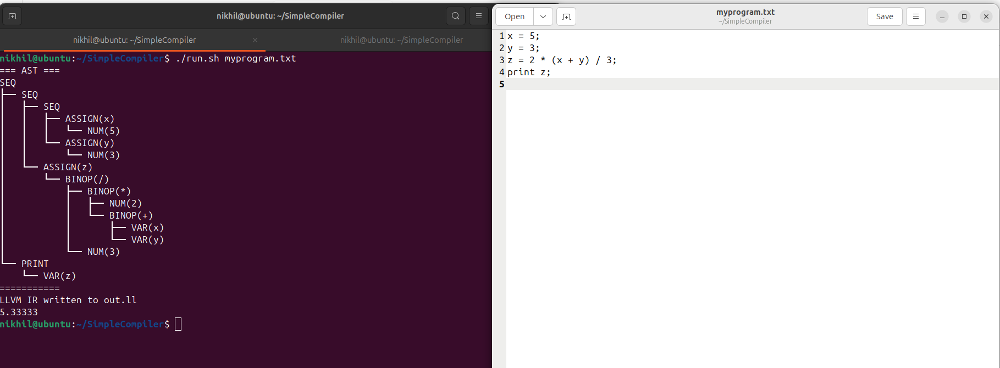 nikhil@ubuntu: ~/SimpleCompiler
nikhil@ubuntu: ~/SimpleCompiler
nikhil@ubuntu: ~/SimpleCompiler
nikhil@ubuntu:~/SimpleCompiler$ ./run.sh myprogram.txt
=== AST ===
SEQ
SEQ
SEQ
ASSIGN(x)
NUM(5)
ASSIGN(y)
NUM(3)
ASSIGN(z)
BINOP(/)
BINOP(*)
NUM(2)
BINOP(+)
VAR(x)
VAR(y)
NUM(3)
PRINT
VAR(z)
===========
LLVM IR written to out.ll
5.33333
nikhil@ubuntu:~/SimpleCompiler$
Open
myprogram.txt
~/SimpleCompiler
Save
1 x = 5;
2 y = 3;
3 z = 2 * (x + y) / 3;
4 print z;
5